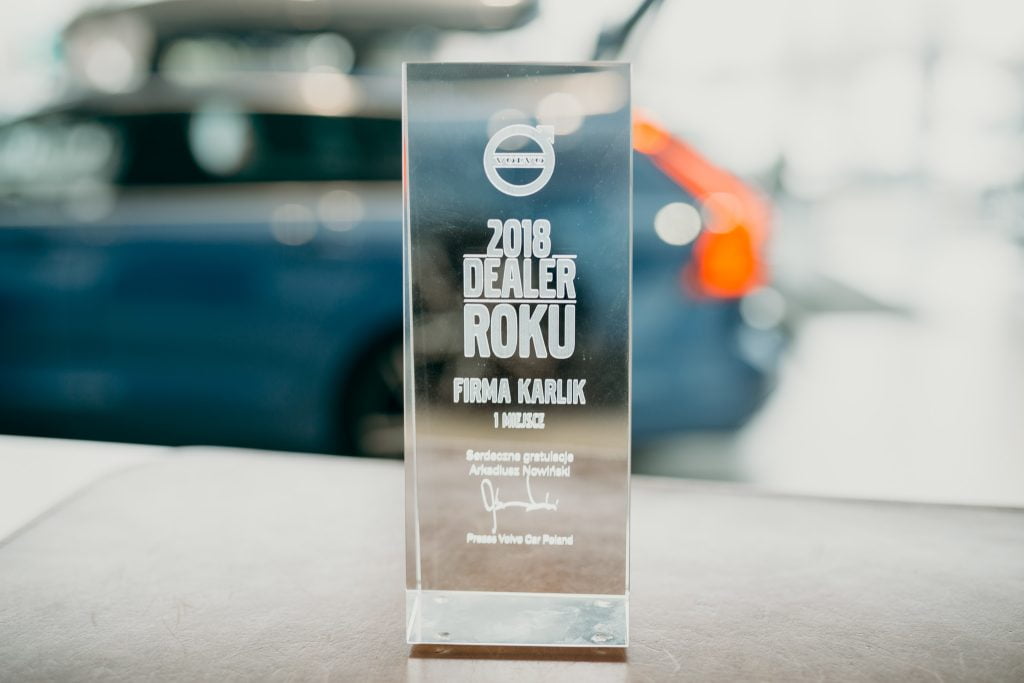 VOLVO
2018
DEALER
ROKU
FIRMA KARLIK
1 MIEJSCE
Serdeczne gratulacje
Arkadiusz Nowiński
Prezes Volvo Car Poland